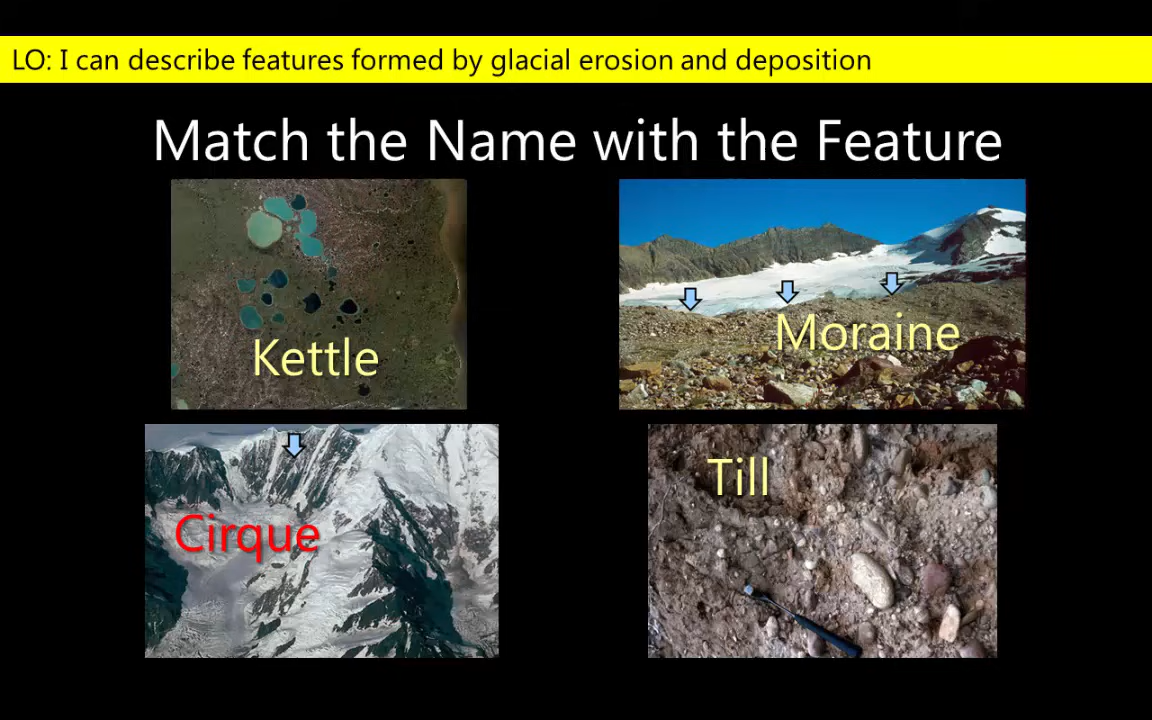 LO: I can describe features formed by glacial erosion and deposition
Match the Name with the Feature
Kettle
Moraine
Cirque
Till